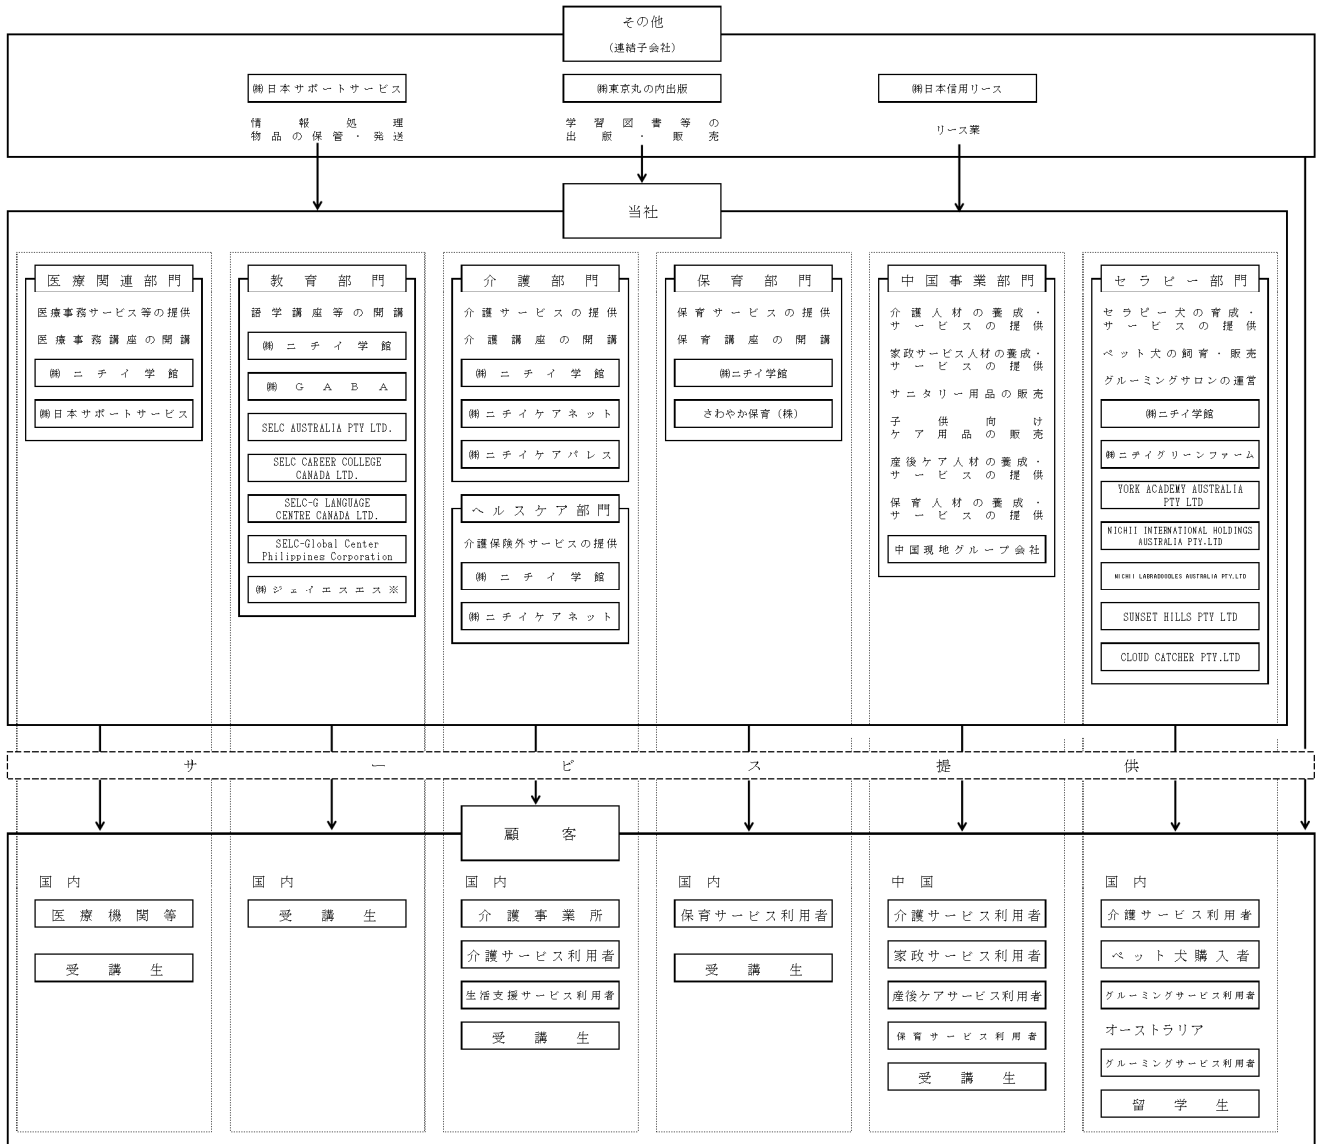 その他
(連結子会社)
㈱日本サポートサービス
㈱東京丸の内出版
㈱日本信用リース
情報処理
物品の保管・発送
学習図書等の
出版・販売
リース業
当社
医療関連部門
医療事務サービス等の提供
医療事務講座の開講
㈱ニチイ学館
㈱日本サポートサービス
教育部門
語学講座等の開講
㈱ニチイ学館
㈱GABA
SELC AUSTRALIA PTY LTD.
SELC CAREER COLLEGE
CANADA LTD.
SELC-G LANGUAGE
CENTRE CANADA LTD.
SELC-Global Center
Philippines Corporation
㈱ジェイエスエス※
介護部門
介護サービスの提供
介護講座の開講
㈱ニチイ学館
㈱ニチイケアネット
㈱ニチイケアパレス
ヘルスケア部門
介護保険外サービスの提供
㈱ニチイ学館
㈱ニチイケアネット
保育部門
保育サービスの提供
保育講座の開講
㈱ニチイ学館
さわやか保育(株)
中国事業部門
介護人材の養成・
サービスの提供
家政サービス人材の養成・
サービスの提供
サニタリー用品の販売
子供向け
ケア用品の販売
産後ケア人材の養成・
サービスの提供
保育人材の養成・
サービスの提供
中国現地グループ会社
セラピー部門
セラピー犬の育成・
サービスの提供
ペット犬の飼育・販売
グルーミングサロンの運営
㈱ニチイ学館
㈱ニチイグリーンファーム
YORK ACADEMY AUSTRALIA
PTY LTD
NICHII INTERNATIONAL HOLDINGS
AUSTRALIA PTY.LTD
NICHII LABRADOODLES AUSTRALIA PTY.LTD
SUNSET HILLS PTY LTD
CLOUD CATCHER PTY.LTD
サービス提供
顧客
国内
医療機関等
受講生
国内
受講生
国内
介護事業所
介護サービス利用者
生活支援サービス利用者
受講生
国内
保育サービス利用者
受講生
中国
介護サービス利用者
家政サービス利用者
産後ケアサービス利用者
保育サービス利用者
受講生
国内
介護サービス利用者
ペット犬購入者
グルーミングサービス利用者
オーストラリア
グルーミングサービス利用者
留学生